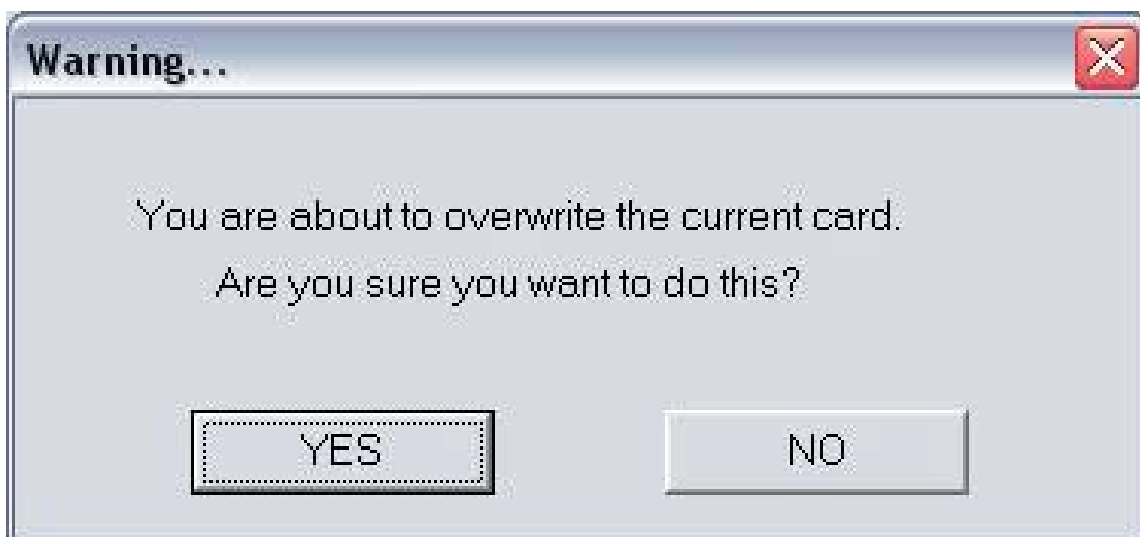 Warning...
You are about to overwrite the current card.
Are you sure you want to do this?
YES NO